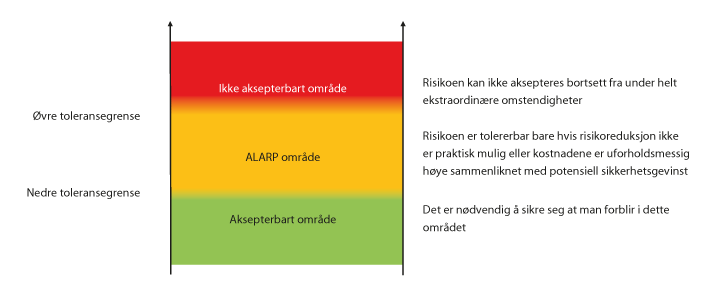 Ikke aksepterbart område
Risikoen kan ikke aksepteres bortsett fra under helt
ekstraordinære omstendigheter
Øvre toleransegrense
ALARP område
Risikoen er tolererbar bare hvis risikoreduksjon ikke
er praktisk mulig eller kostnadene er uforholdsmessig
høye sammenliknet med potensiell sikkerhetsgevinst
Nedre toleransegrense
Aksepterbart område
Det er nødvendig å sikre seg at man forblir i dette
området